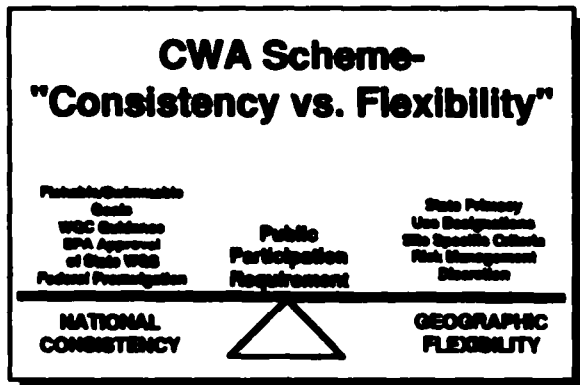 CWA Scheme-
"Consistency vs. Flexibility"
Fishable/Swimmable
Goals
WQC Guidance
EPA Approval
of State WQS
Federal Promulgation
Public
Participation
Requirement
State Primacy
Use Designations
Site Specific Criteria
Risk Management
Discretion
NATIONAL
CONSISTENCY
GEOGRAPHIC
FLEXIBILITY